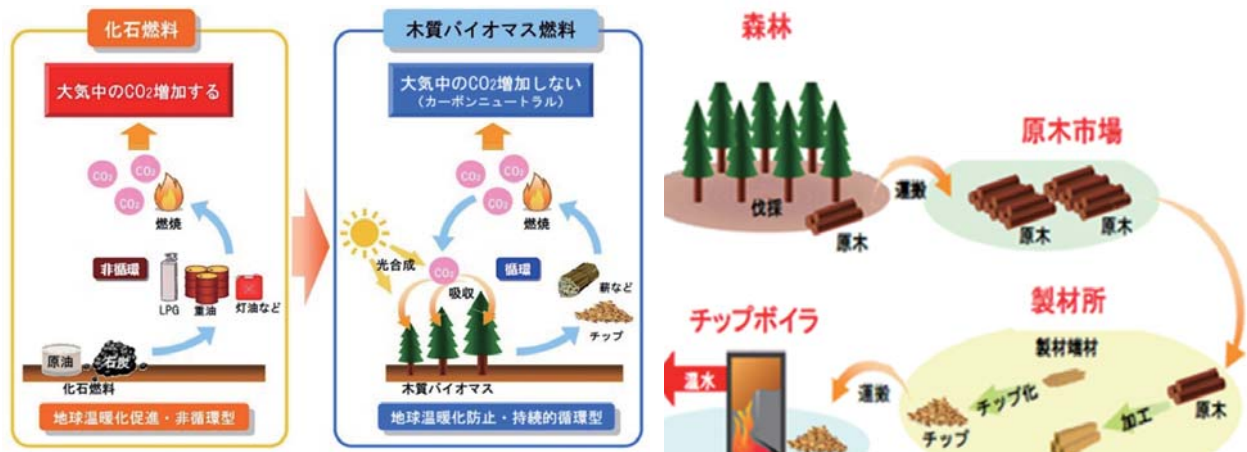 化石燃料
大気中のCO₂増加する
CO₂
CO₂
CO₂
CO₂
燃焼
非循環
LPG
重油
灯油など
原油
石炭
化石燃料
地球温暖化促進・非循環型
木質バイオマス燃料
大気中のCO₂増加しない
（カーボンニュートラル）
CO₂
CO₂
CO₂
CO₂
燃焼
光合成
CO₂
循環
吸収
薪など
チップ
木質バイオマス
地球温暖化防止・持続的循環型
森林
伐採
原木
運搬
原木市場
原木
原木
製材所
製材端材
原木
加工
チップ化
チップ
運搬
チップボイラ
温水